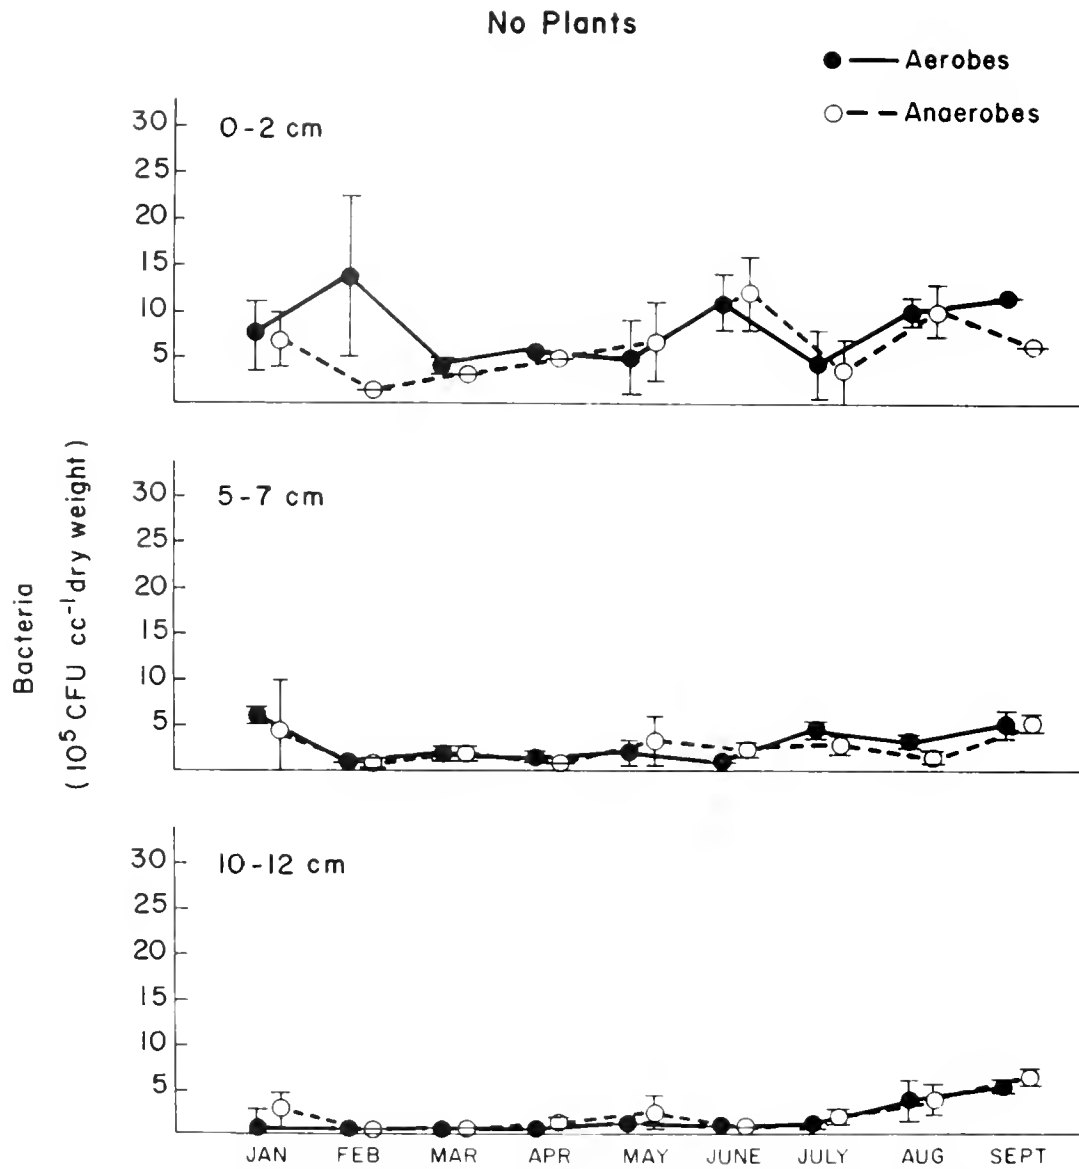 No Plants
Aerobes
Anaerobes
0-2 cm
30
25
20
15
10
5
5-7 cm
30
25
20
15
10
5
Bacteria
(10⁵ CFU cc⁻¹ dry weight)
10-12 cm
30
25
20
15
10
5
JAN FEB MAR APR MAY JUNE JULY AUG SEPT